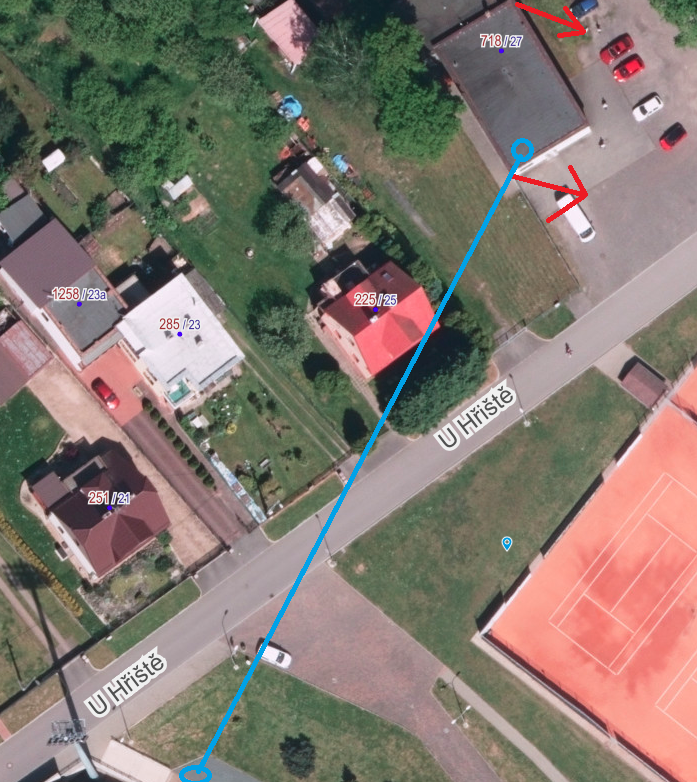 718 / 27
1258 / 23a
285 / 23
225 / 25
U Hřiště
251 / 21
U Hřiště